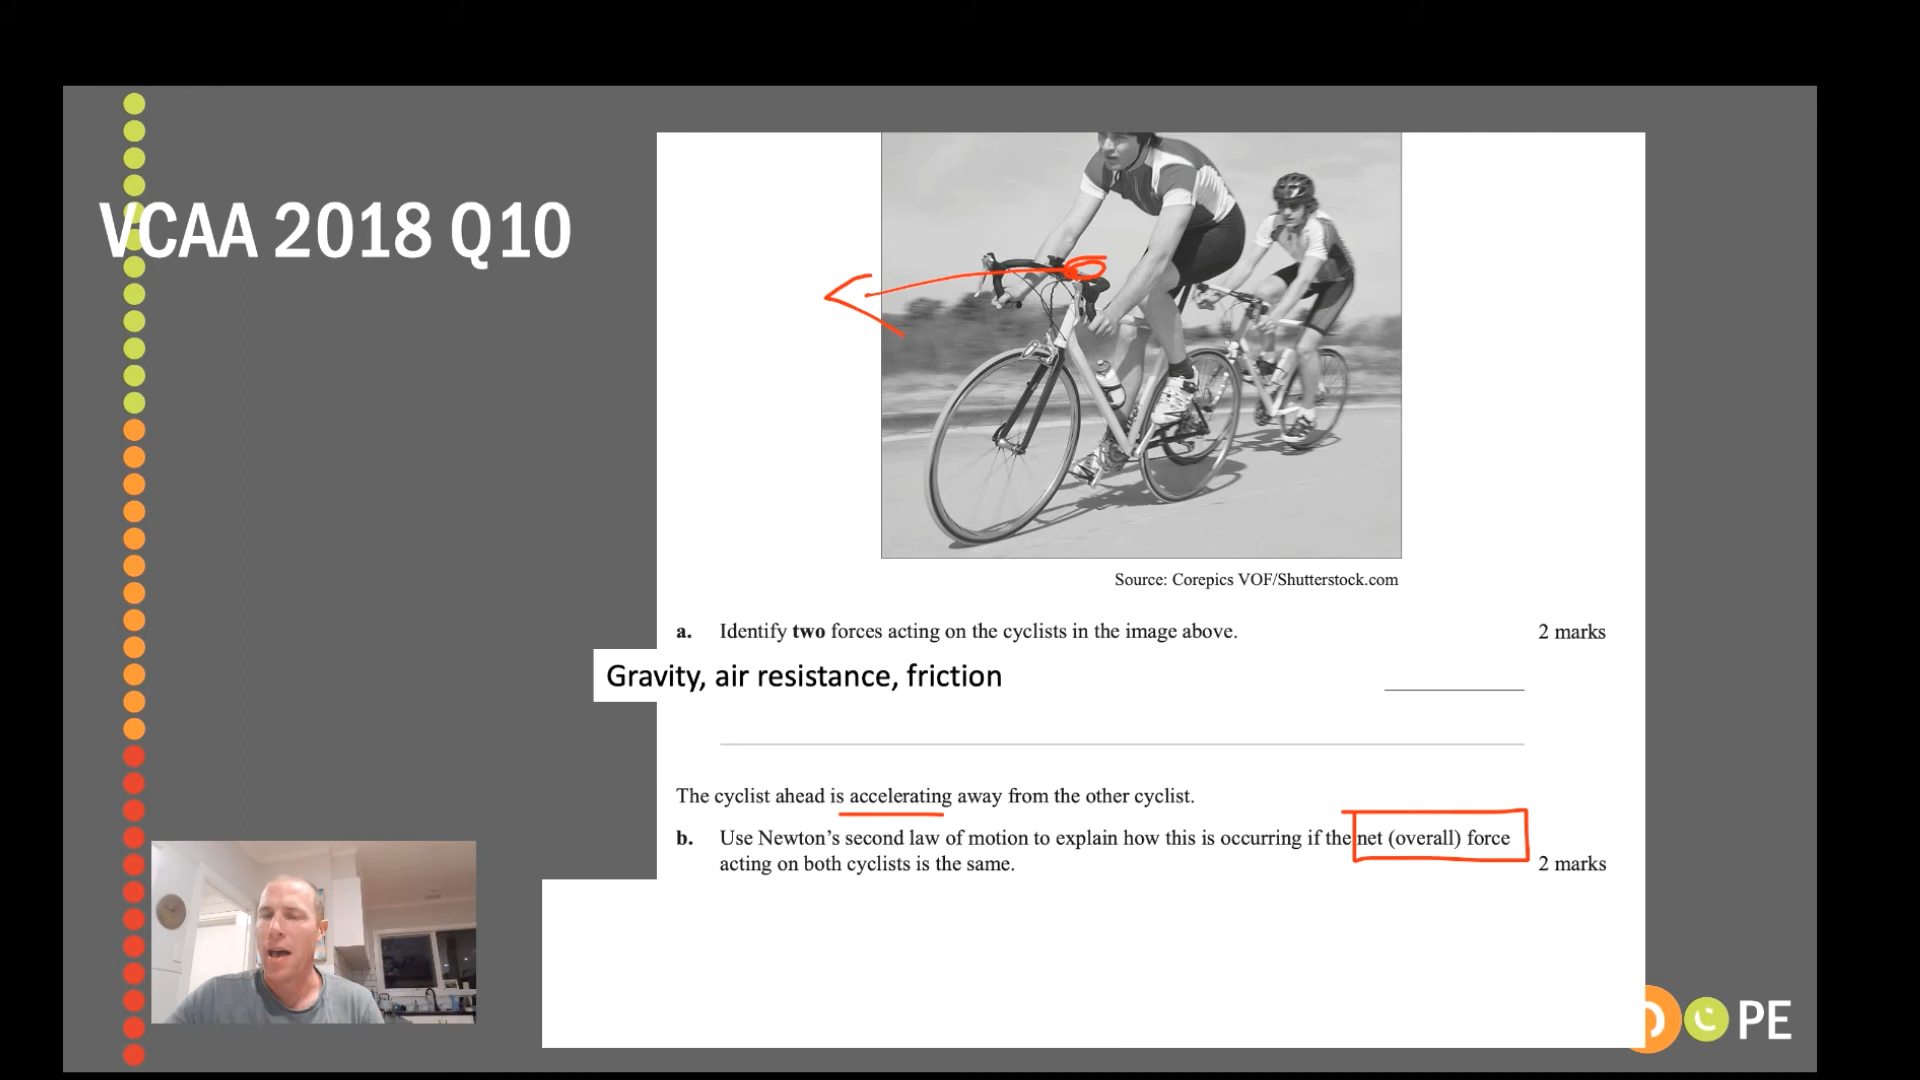 VCAA 2018 Q10
Source: Corepics VOF/Shutterstock.com
a. Identify two forces acting on the cyclists in the image above. 2 marks
Gravity, air resistance, friction
The cyclist ahead is accelerating away from the other cyclist.
b. Use Newton’s second law of motion to explain how this is occurring if the net (overall) force
acting on both cyclists is the same. 2 marks
PE